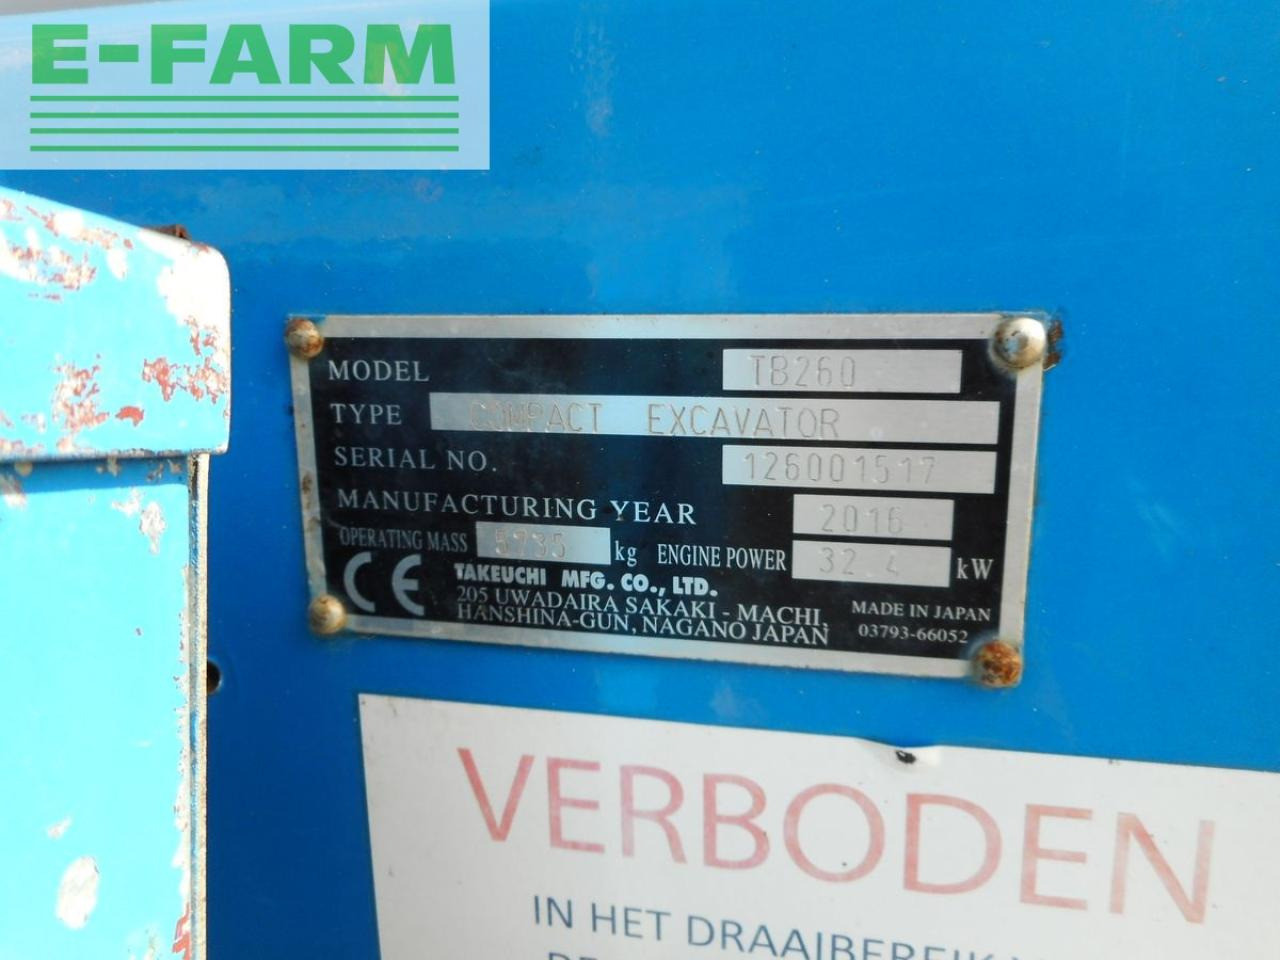 E-FARM
MODEL TB260
TYPE COMPACT EXCAVATOR
SERIAL NO. 126001517
MANUFACTURING YEAR 2016
OPERATING MASS 5735 kg ENGINE POWER 32.4 kW
CE TAKEUCHI MFG. CO., LTD.
205 UWADAIRA SAKAKI - MACHI, MADE IN JAPAN
HANSHINA-GUN, NAGANO JAPAN 03793-66052
VERBODEN
IN HET DRAAIBEREIK